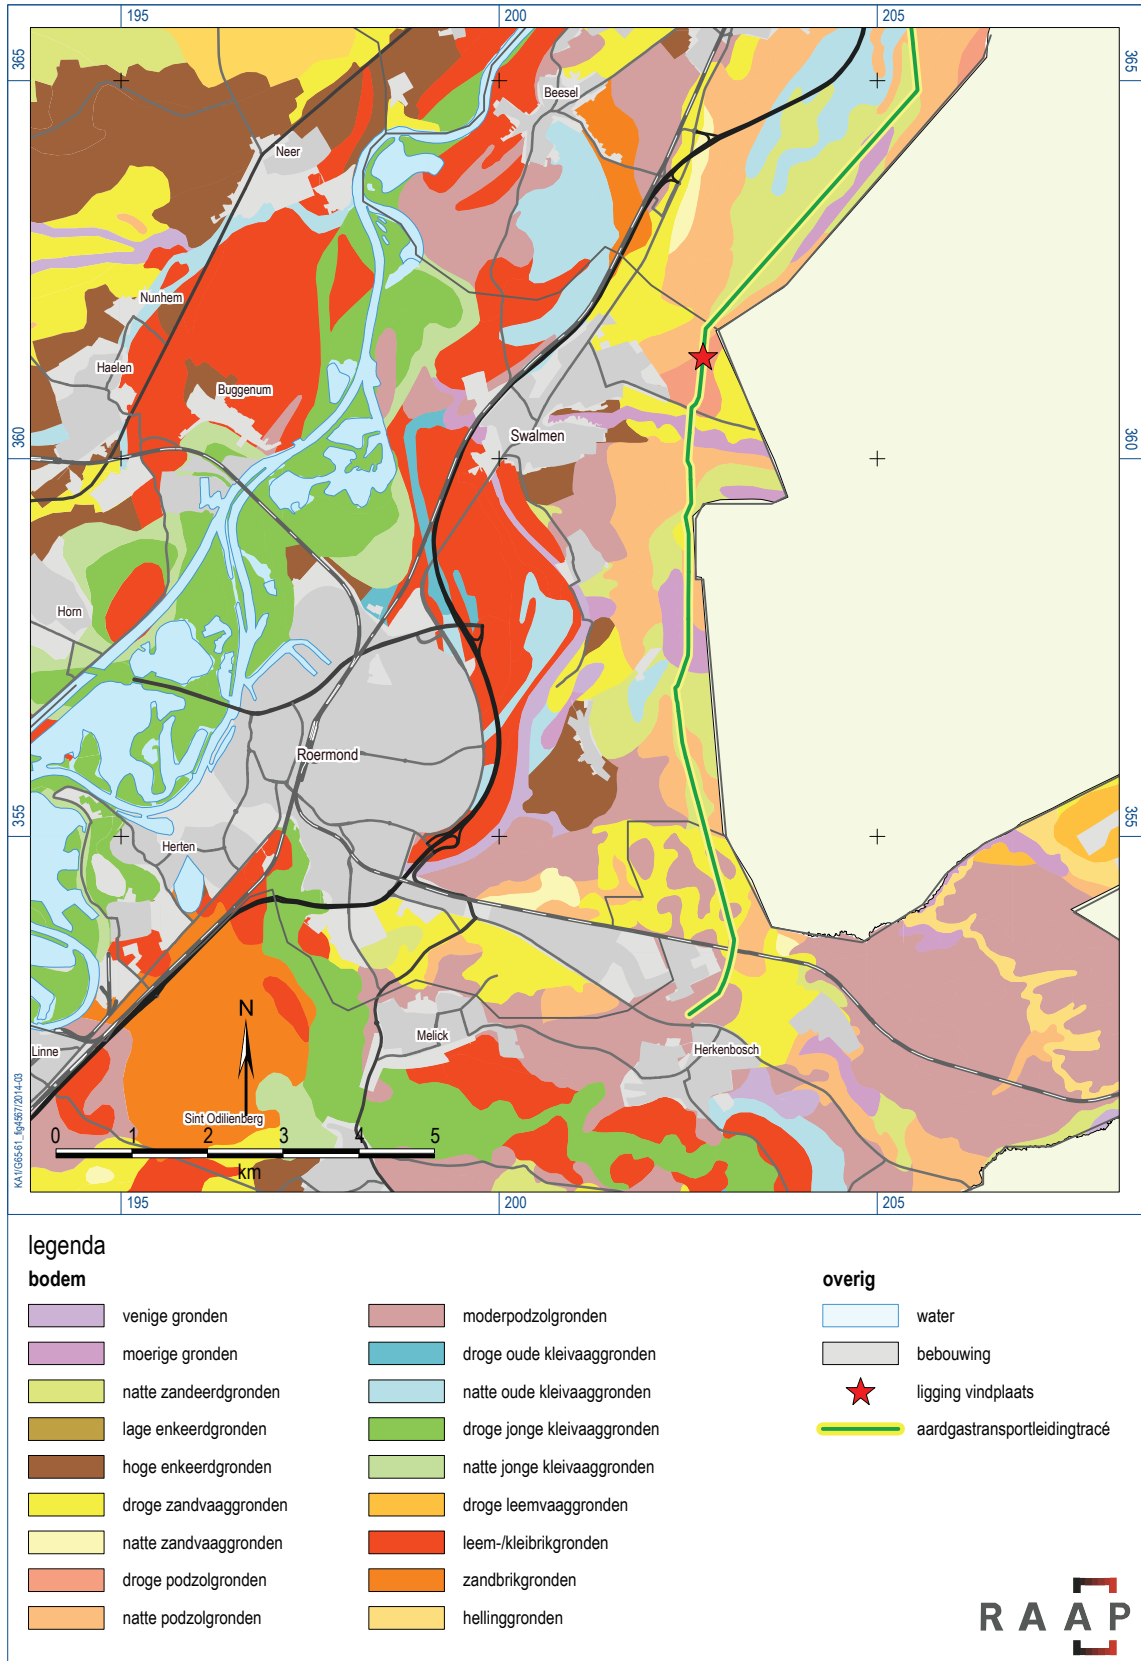 195
200
205
365
365
Beesel
Neer
Nunhem
Haelen
Buggenum
360
360
Swalmen
Horn
Roermond
355
355
Herten
N
Melick
Linne
Herkenbosch
Sint Odilienberg
0 1 2 3 4 5
km
KA1/G65-61_fig4567/2014-03
195
200
205
legenda
bodem
venige gronden
moerige gronden
natte zandeerdgronden
lage enkeerdgronden
hoge enkeerdgronden
droge zandvaaggronden
natte zandvaaggronden
droge podzolgronden
natte podzolgronden
moderpodzolgronden
droge oude kleivaaggronden
natte oude kleivaaggronden
droge jonge kleivaaggronden
natte jonge kleivaaggronden
droge leemvaaggronden
leem-/kleibrikgronden
zandbrikgronden
hellinggronden
overig
water
bebouwing
ligging vindplaats
aardgastransportleidingtracé
RAAP